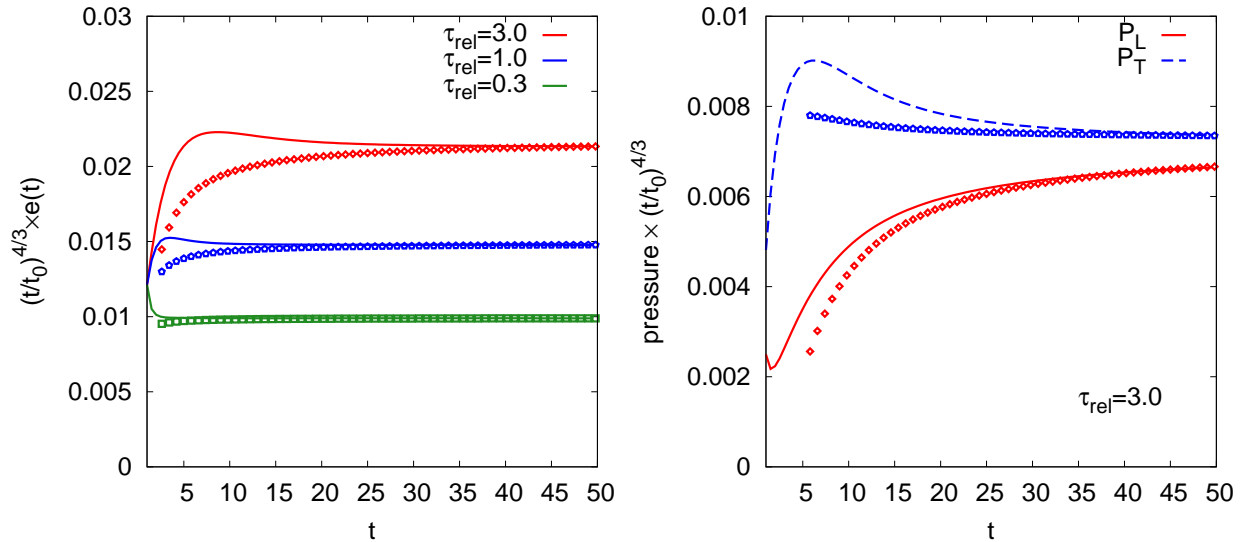 0.03
0.025
0.02
0.015
0.01
0.005
0
(t/t0)^4/3×e(t)
τrel=3.0
τrel=1.0
τrel=0.3
5 10 15 20 25 30 35 40 45 50
t
0.01
0.008
0.006
0.004
0.002
0
pressure × (t/t0)^4/3
PL
PT
τrel=3.0
5 10 15 20 25 30 35 40 45 50
t